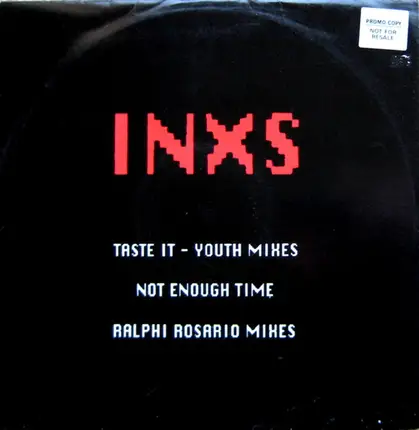 PROMO COPY
NOT FOR
RESALE
INXS
TASTE IT - YOUTH MIXES
NOT ENOUGH TIME
RALPHI ROSARIO MIXES